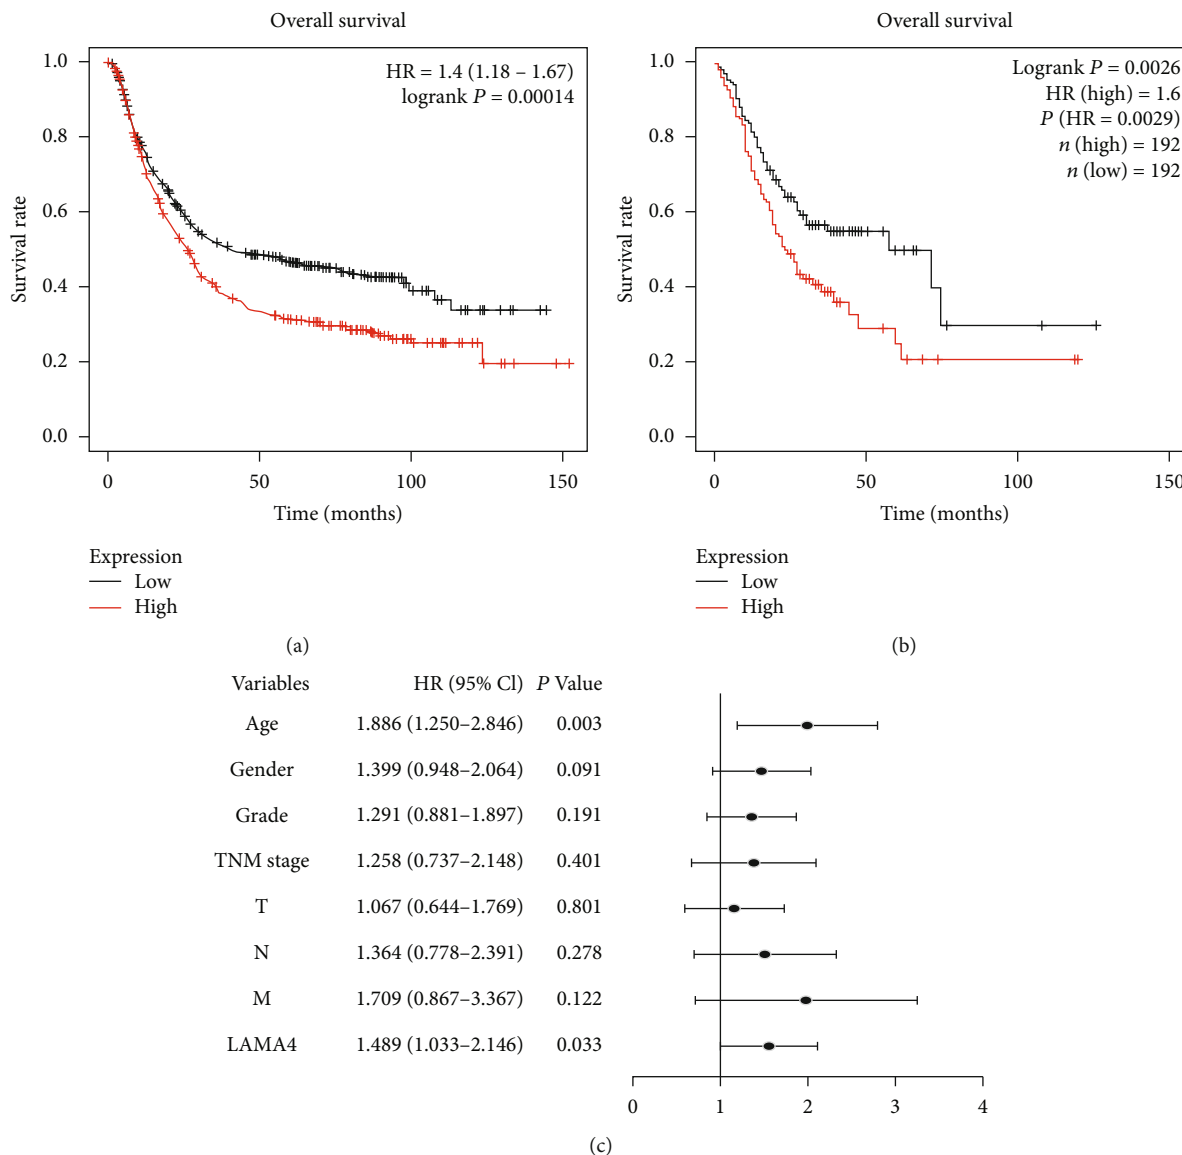 Overall survival
HR = 1.4 (1.18 – 1.67)
logrank P = 0.00014
1.0
0.8
0.6
0.4
0.2
0.0
Survival rate
0
50
100
150
Time (months)
Expression
Low
High
(a)
Overall survival
Logrank P = 0.0026
HR (high) = 1.6
P (HR = 0.0029)
n (high) = 192
n (low) = 192
1.0
0.8
0.6
0.4
0.2
0.0
Survival rate
0
50
100
150
Time (months)
Expression
Low
High
(b)
Variables HR (95% Cl) P Value
Age 1.886 (1.250–2.846) 0.003
Gender 1.399 (0.948–2.064) 0.091
Grade 1.291 (0.881–1.897) 0.191
TNM stage 1.258 (0.737–2.148) 0.401
T 1.067 (0.644–1.769) 0.801
N 1.364 (0.778–2.391) 0.278
M 1.709 (0.867–3.367) 0.122
LAMA4 1.489 (1.033–2.146) 0.033
0 1 2 3 4
(c)